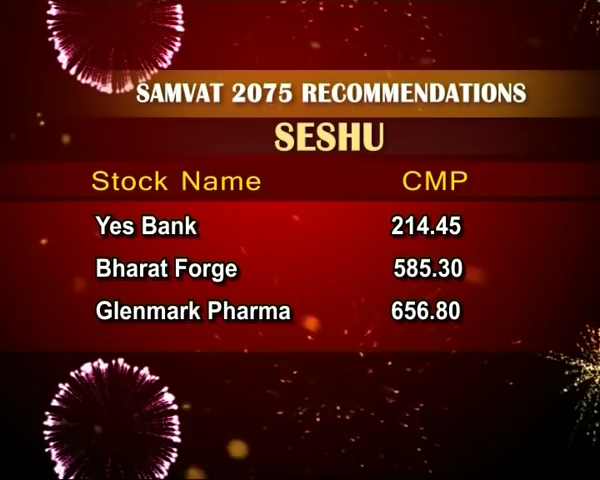 SAMVAT 2075 RECOMMENDATIONS
SESHU
Stock Name CMP
Yes Bank 214.45
Bharat Forge 585.30
Glenmark Pharma 656.80